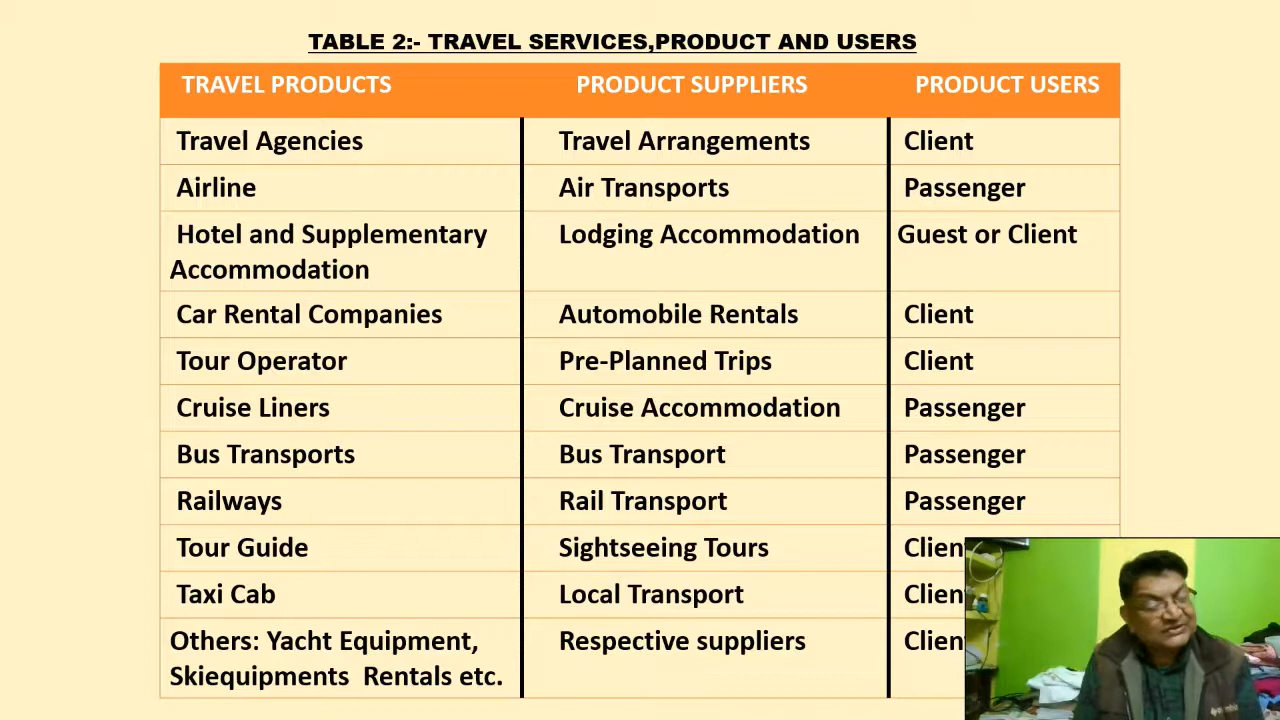 TABLE 2:- TRAVEL SERVICES,PRODUCT AND USERS
TRAVEL PRODUCTS PRODUCT SUPPLIERS PRODUCT USERS
Travel Agencies Travel Arrangements Client
Airline Air Transports Passenger
Hotel and Supplementary Lodging Accommodation Guest or Client
Accommodation
Car Rental Companies Automobile Rentals Client
Tour Operator Pre-Planned Trips Client
Cruise Liners Cruise Accommodation Passenger
Bus Transports Bus Transport Passenger
Railways Rail Transport Passenger
Tour Guide Sightseeing Tours
Taxi Cab Local Transport
Others: Yacht Equipment, Respective suppliers
Skiequipments Rentals etc.